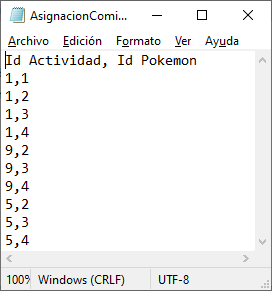 AsignacionComi...
Archivo Edición Formato Ver Ayuda
Id Actividad, Id Pokemon
1,1
1,2
1,3
1,4
9,2
9,3
9,4
5,2
5,3
5,4
100% Windows (CRLF) UTF-8